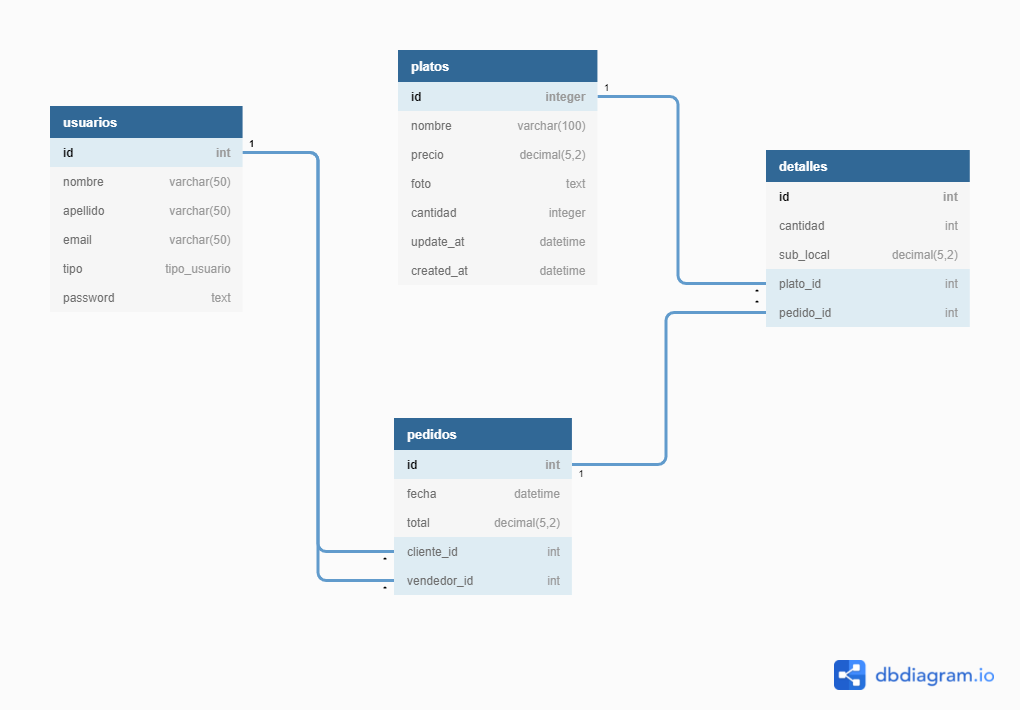 usuarios
id int
nombre varchar(50)
apellido varchar(50)
email varchar(50)
tipo tipo_usuario
password text
platos
id integer
nombre varchar(100)
precio decimal(5,2)
foto text
cantidad integer
update_at datetime
created_at datetime
detalles
id int
cantidad int
sub_local decimal(5,2)
plato_id int
pedido_id int
pedidos
id int
fecha datetime
total decimal(5,2)
cliente_id int
vendedor_id int
1
1
1
*
*
*
*
dbdiagram.io